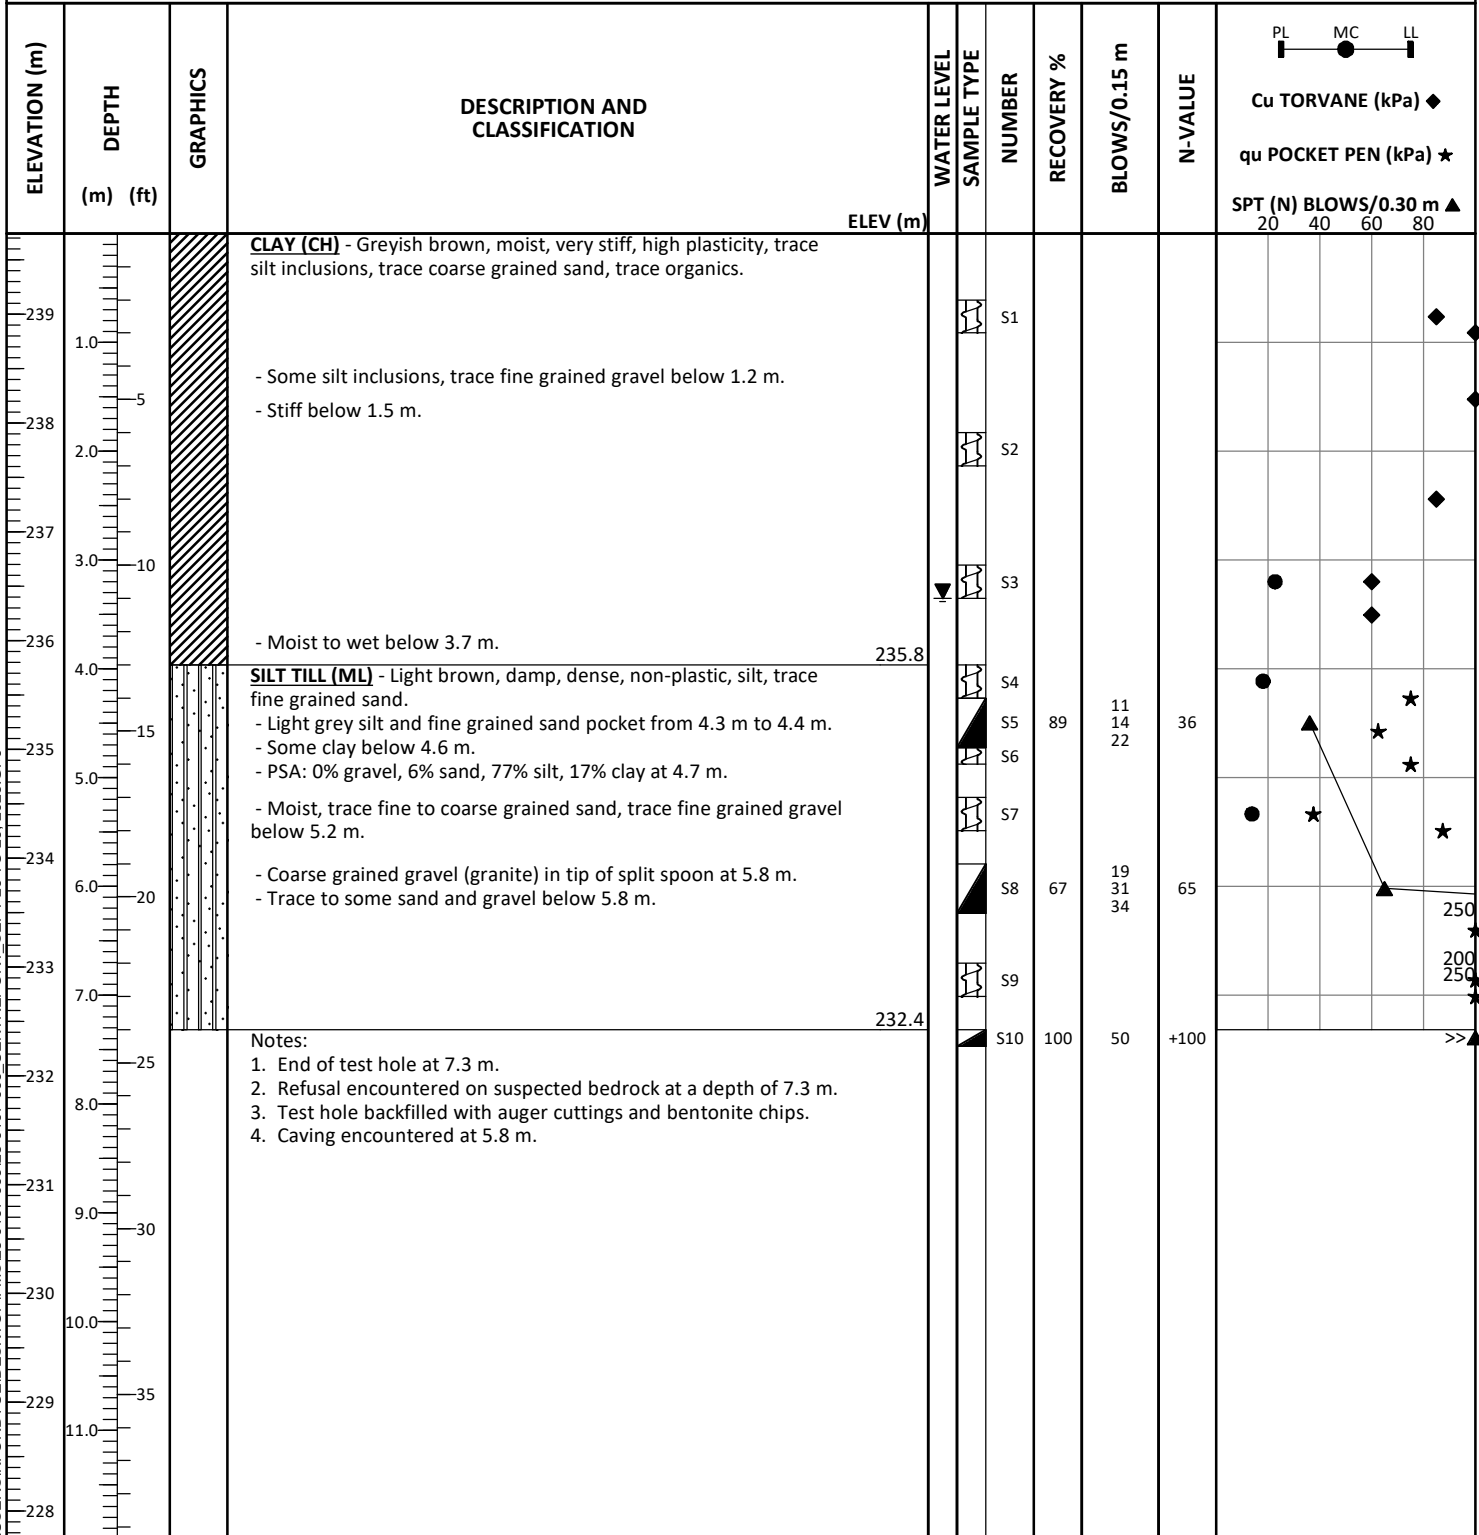 ELEVATION (m)
DEPTH
(m) (ft)
GRAPHICS
DESCRIPTION AND
CLASSIFICATION
ELEV (m)
WATER LEVEL
SAMPLE TYPE
NUMBER
RECOVERY %
BLOWS/0.15 m
N-VALUE
PL MC LL
Cu TORVANE (kPa)
qu POCKET PEN (kPa)
SPT (N) BLOWS/0.30 m
20 40 80
CLAY (CH) - Greyish brown, moist, very stiff, high plasticity, trace
silt inclusions, trace coarse grained sand, trace organics.
239
S1
1.0
- Some silt inclusions, trace fine grained gravel below 1.2 m.
5
- Stiff below 1.5 m.
238
2.0
S2
237
3.0
10
S3
236
- Moist to wet below 3.7 m.
235.8
4.0
SILT TILL (ML) - Light brown, damp, dense, non-plastic, silt, trace
fine grained sand.
S4
- Light grey silt and fine grained sand pocket from 4.3 m to 4.4 m.
15
S5 89 11 14 22 36
- Some clay below 4.6 m.
235
S6
- PSA: 0% gravel, 6% sand, 77% silt, 17% clay at 4.7 m.
5.0
- Moist, trace fine to coarse grained sand, trace fine grained gravel
below 5.2 m.
S7
234
- Coarse grained gravel (granite) in tip of split spoon at 5.8 m.
6.0
20
S8 67 19 31 34 65
- Trace to some sand and gravel below 5.8 m.
250
200
250
233
S9
7.0
232.4
Notes:
S10 100 50 +100 >>
1. End of test hole at 7.3 m.
25
232
2. Refusal encountered on suspected bedrock at a depth of 7.3 m.
8.0
3. Test hole backfilled with auger cuttings and bentonite chips.
4. Caving encountered at 5.8 m.
231
9.0
30
230
10.0
35
229
11.0
228